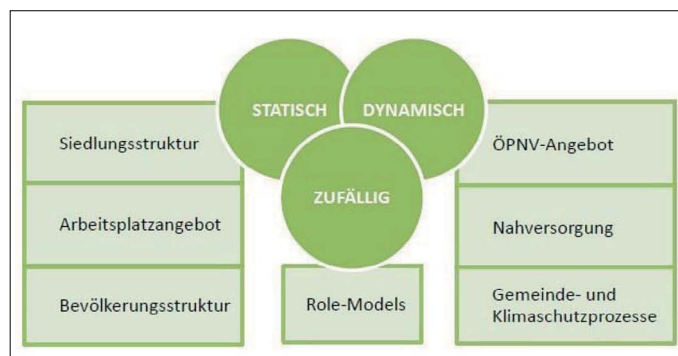 STATISCH
DYNAMISCH
ZUFÄLLIG
Siedlungsstruktur
Arbeitsplatzangebot
Bevölkerungsstruktur
Role-Models
ÖPNV-Angebot
Nahversorgung
Gemeinde- und
Klimaschutzprozesse